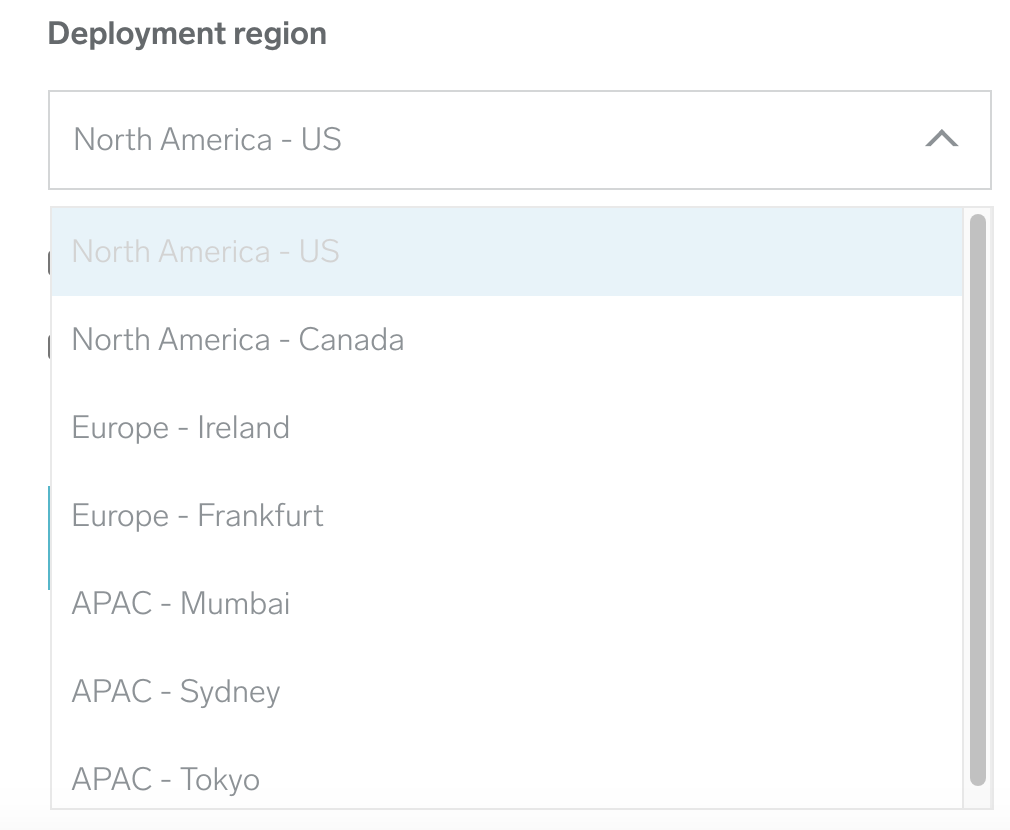 Deployment region
North America - US
North America - US
North America - Canada
Europe - Ireland
Europe - Frankfurt
APAC - Mumbai
APAC - Sydney
APAC - Tokyo